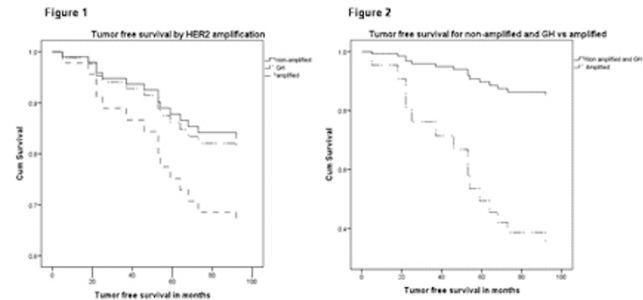 Figure 1
Tumor free survival by HER2 amplification
non-amplified
GH
amplified
Cum Survival
1.0
0.9
0.8
0.7
0.6
0 20 40 60 80 100
Tumor free survival in months
Figure 2
Tumor free survival for non-amplified and GH vs amplified
Non amplified and GH
Amplified
Cum Survival
1.0
0.8
0.6
0.4
0 20 40 60 80 100
Tumor free survival in months